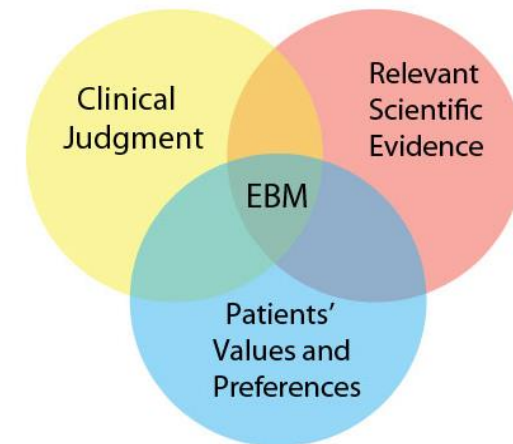 Clinical
Judgment
Relevant
Scientific
Evidence
EBM
Patients’
Values and
Preferences